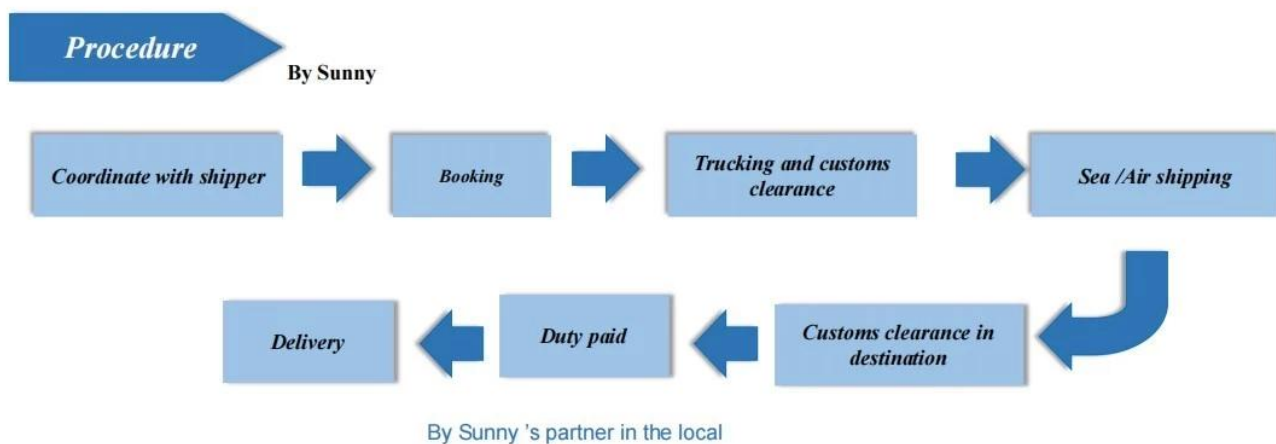 Procedure
By Sunny
Coordinate with shipper
Booking
Trucking and customs
clearance
Sea /Air shipping
Customs clearance in
destination
Duty paid
Delivery
By Sunny ’s partner in the local